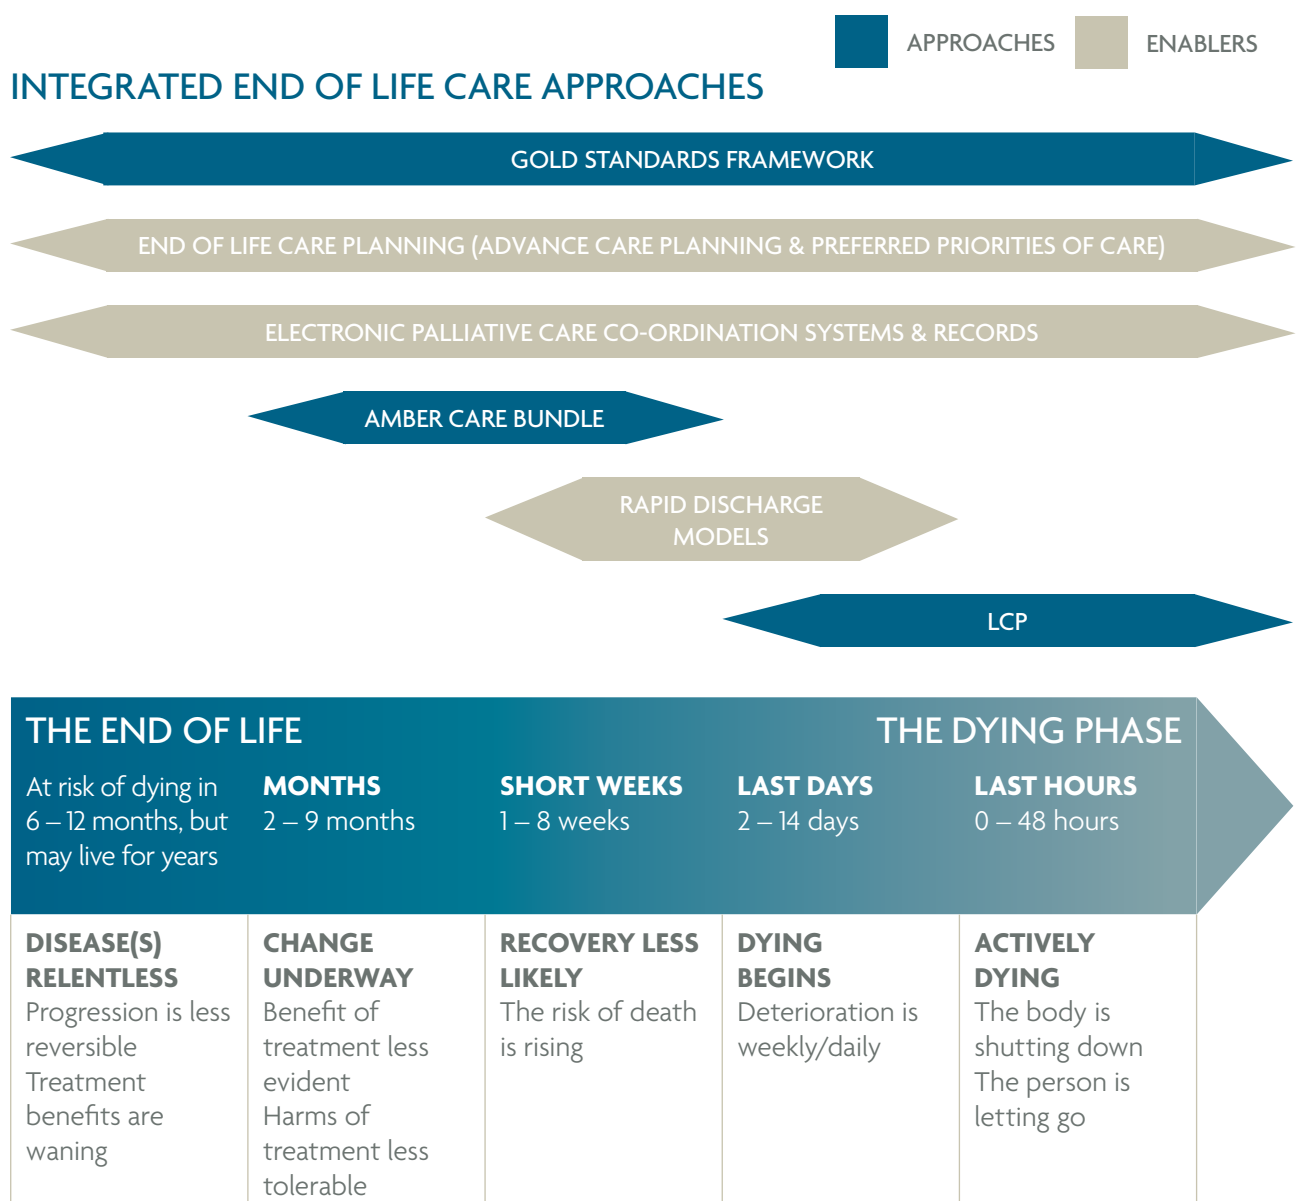 APPROACHES
ENABLERS
INTEGRATED END OF LIFE CARE APPROACHES
GOLD STANDARDS FRAMEWORK
END OF LIFE CARE PLANNING (ADVANCE CARE PLANNING & PREFERRED PRIORITIES OF CARE)
ELECTRONIC PALLIATIVE CARE CO-ORDINATION SYSTEMS & RECORDS
AMBER CARE BUNDLE
RAPID DISCHARGE
MODELS
LCP
THE END OF LIFE
THE DYING PHASE
At risk of dying in
6 – 12 months, but
may live for years
MONTHS
2 – 9 months
SHORT WEEKS
1 – 8 weeks
LAST DAYS
2 – 14 days
LAST HOURS
0 – 48 hours
DISEASE(S)
RELENTLESS
Progression is less
reversible
Treatment
benefits are
waning
CHANGE
UNDERWAY
Benefit of
treatment less
evident
Harms of
treatment less
tolerable
RECOVERY LESS
LIKELY
The risk of death
is rising
DYING
BEGINS
Deterioration is
weekly/daily
ACTIVELY
DYING
The body is
shutting down
The person is
letting go